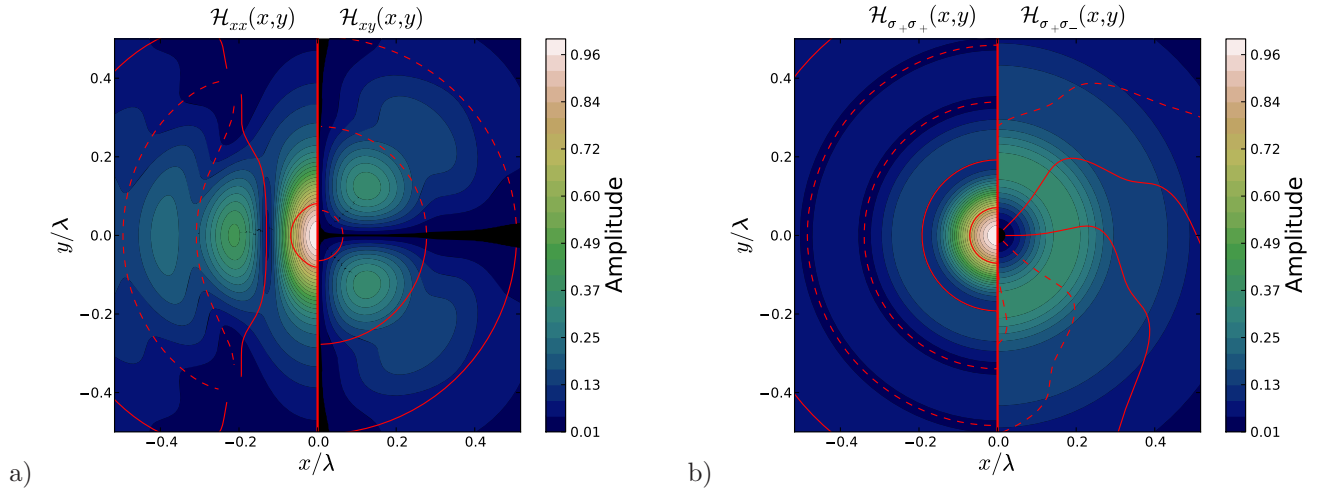 ℋxx(x,y) ℋxy(x,y)
0.4
0.2
0.0
−0.2
−0.4
y/λ
−0.4 −0.2 0.0 0.2 0.4
x/λ
0.96
0.84
0.72
0.60
0.49
0.37
0.25
0.13
0.01
Amplitude
a)
ℋσ+σ+(x,y) ℋσ+σ−(x,y)
0.4
0.2
0.0
−0.2
−0.4
y/λ
−0.4 −0.2 0.0 0.2 0.4
x/λ
0.96
0.84
0.72
0.60
0.49
0.37
0.25
0.13
0.01
Amplitude
b)